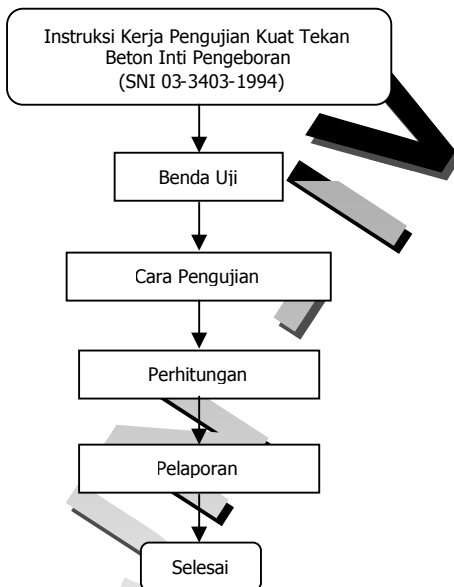 Instruksi Kerja Pengujian Kuat Tekan
Beton Inti Pengeboran
(SNI 03-3403-1994)
Benda Uji
Cara Pengujian
Perhitungan
Pelaporan
Selesai